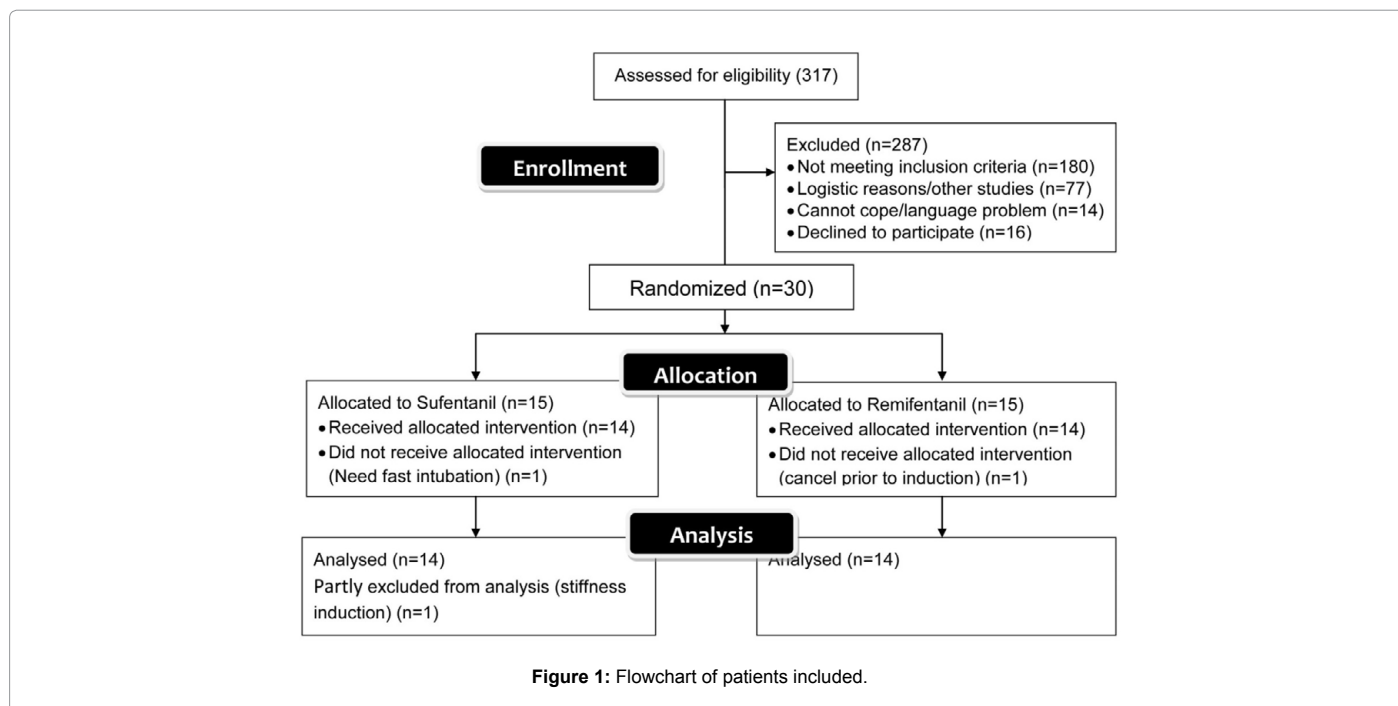 Assessed for eligibility (317)
Enrollment
Excluded (n=287)
• Not meeting inclusion criteria (n=180)
• Logistic reasons/other studies (n=77)
• Cannot cope/language problem (n=14)
• Declined to participate (n=16)
Randomized (n=30)
Allocation
Allocated to Sufentanil (n=15)
• Received allocated intervention (n=14)
• Did not receive allocated intervention
(Need fast intubation) (n=1)
Allocated to Remifentanil (n=15)
• Received allocated intervention (n=14)
• Did not receive allocated intervention
(cancel prior to induction) (n=1)
Analysis
Analysed (n=14)
Partly excluded from analysis (stiffness
induction) (n=1)
Analysed (n=14)
Figure 1: Flowchart of patients included.